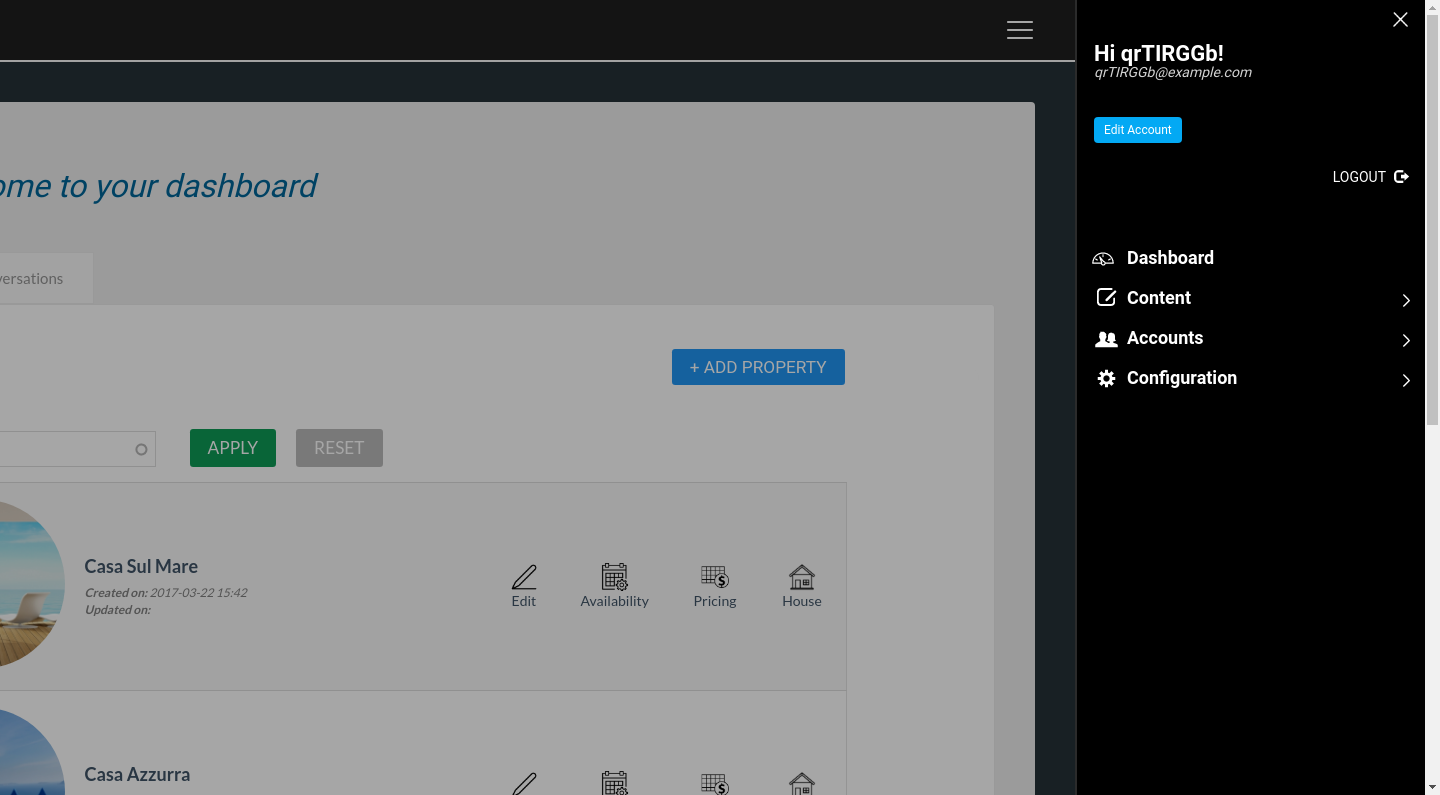 Hi qrTIRGGb!
qrTIRGGb@example.com
Edit Account
LOGOUT
Dashboard
Content
Accounts
Configuration
ome to your dashboard
versations
+ ADD PROPERTY
APPLY
RESET
Casa Sul Mare
Created on: 2017-03-22 15:42
Updated on:
Edit
Availability
Pricing
House
Casa Azzurra